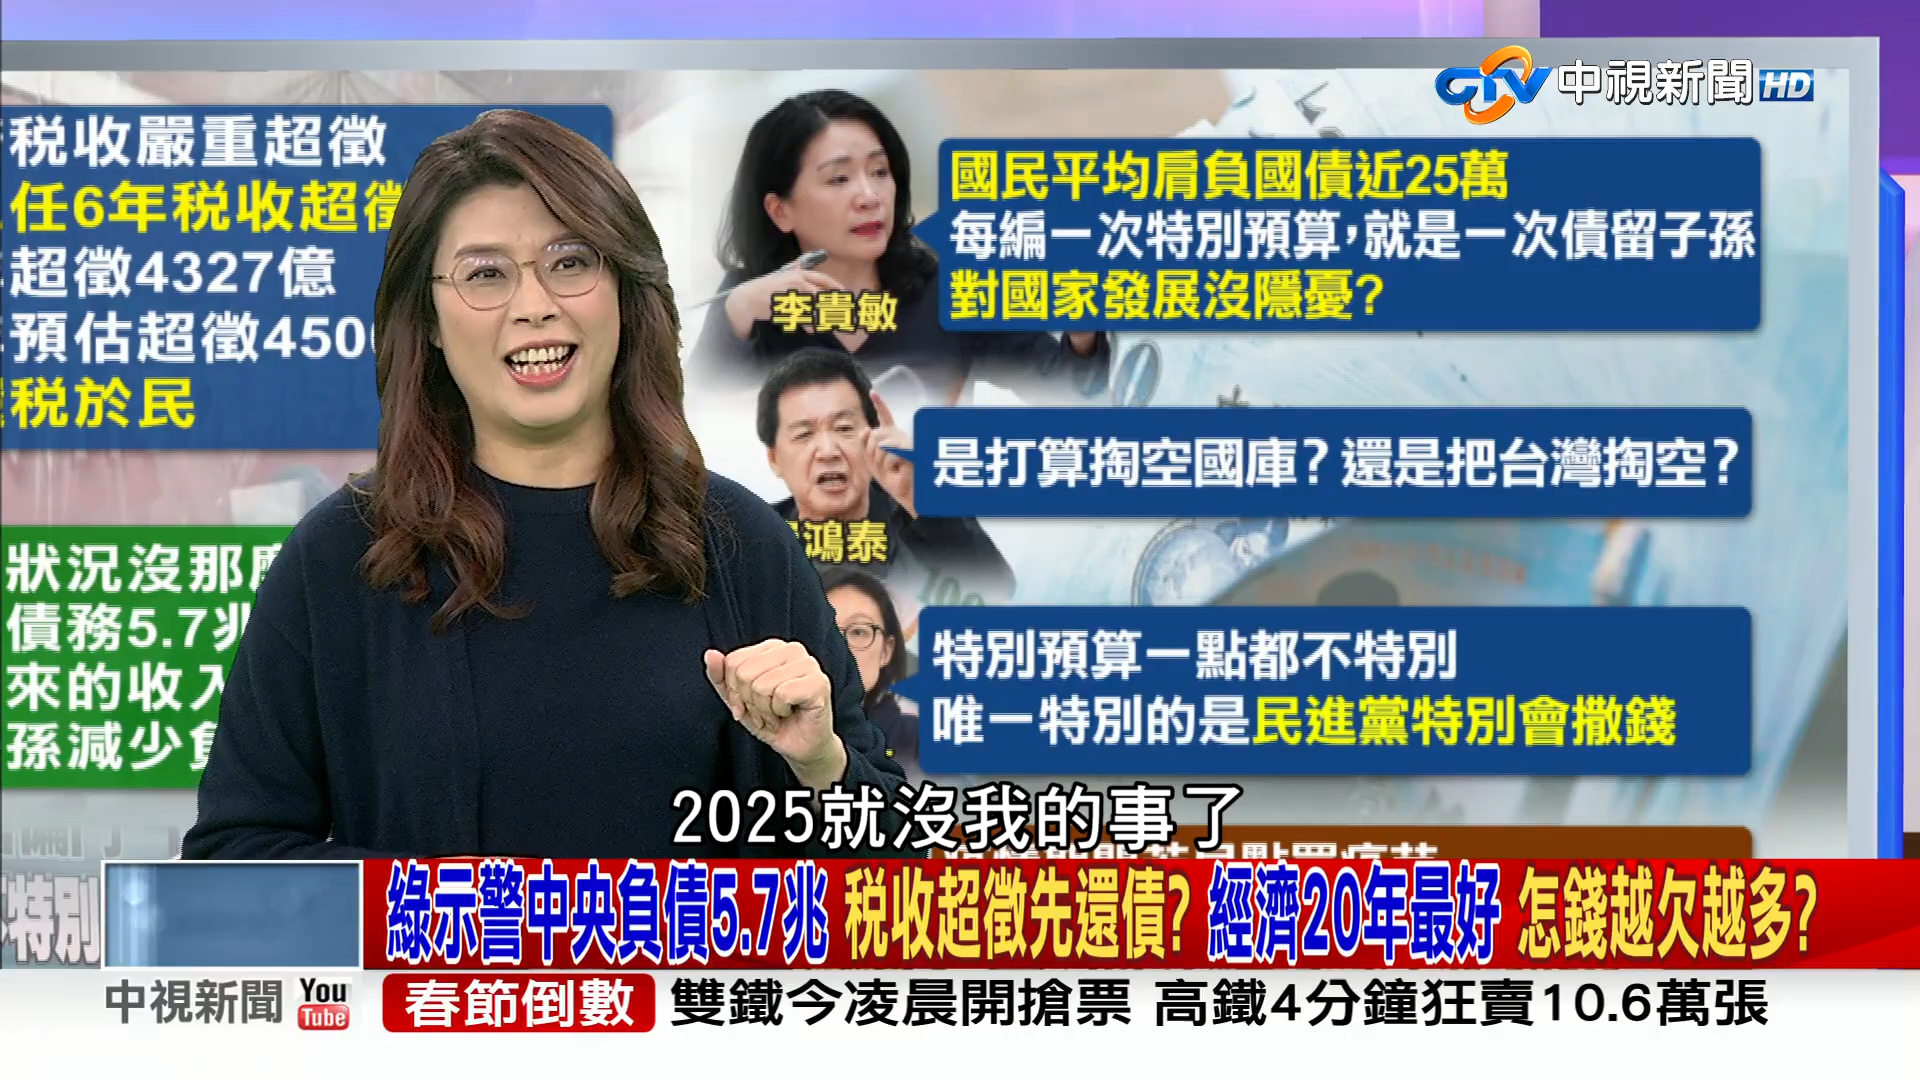 CTV 中視新聞 HD
稅收嚴重超徵
任6年稅收超徵
超徵4327億
預估超徵450
稅於民
狀況沒那
債務5.7兆
來的收入
孫減少
國民平均肩負國債近25萬
每編一次特別預算,就是一次債留子孫
對國家發展沒隱憂?
李貴敏
是打算掏空國庫?還是把台灣掏空?
鴻泰
特別預算一點都不特別
唯一特別的是民進黨特別會撒錢
2025就沒我的事了
特別
綠示警中央負債5.7兆 稅收超徵先還債? 經濟20年最好 怎錢越欠越多?
中視新聞 You Tube
春節倒數 雙鐵今凌晨開搶票 高鐵4分鐘狂賣10.6萬張